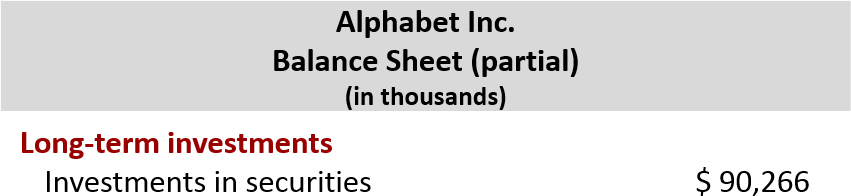 Alphabet Inc.
Balance Sheet (partial)
(in thousands)
Long-term investments
Investments in securities $ 90,266